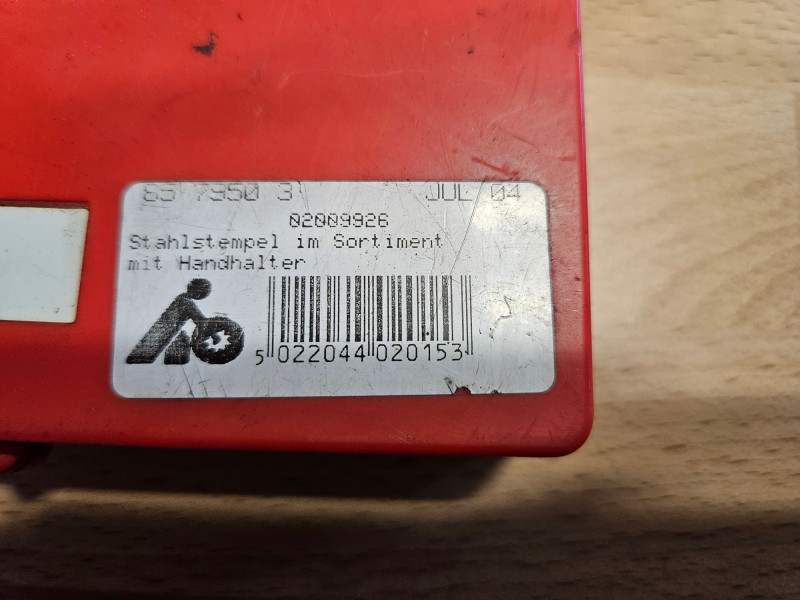 65 7950 3 JUL 04
02009926
Stahlstempel im Sortiment
mit Handhalter
5 022044 020153